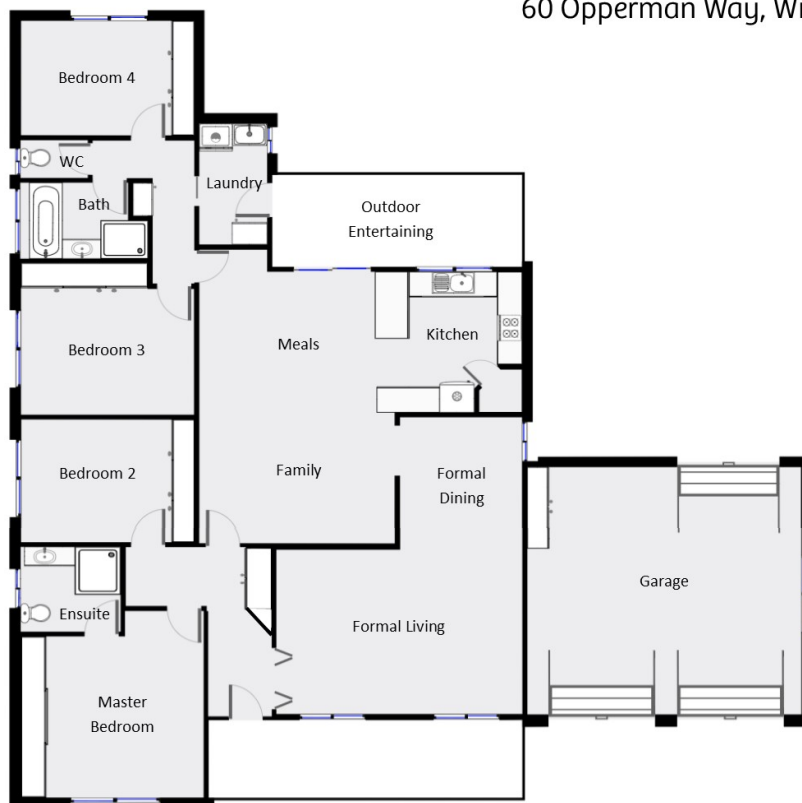 60 Opperman Way, W
Bedroom 4
WC
Laundry
Bath
Outdoor
Entertaining
Kitchen
Meals
Bedroom 3
Family
Bedroom 2
Formal
Dining
Garage
Ensuite
Formal Living
Master
Bedroom